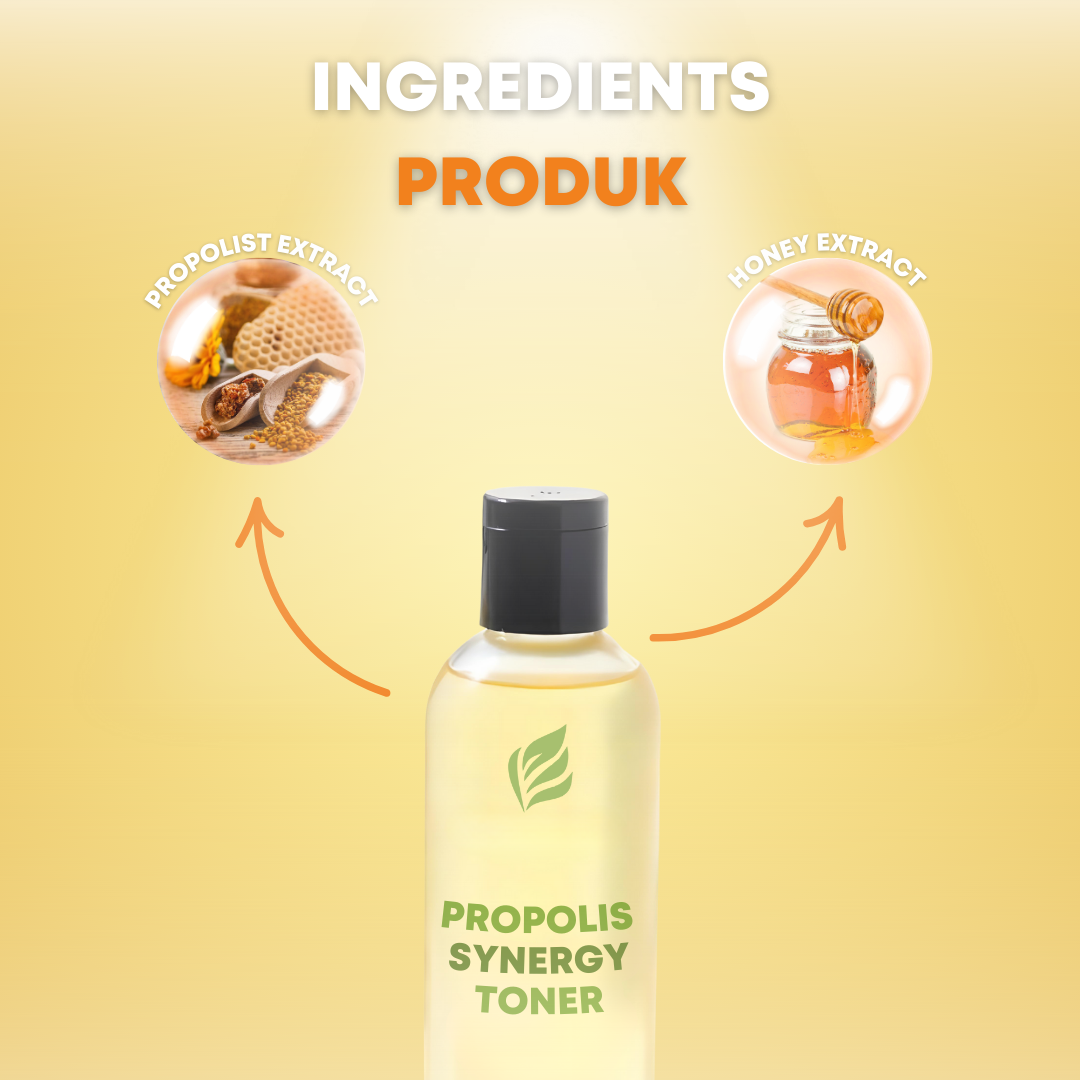 INGREDIENTS
PRODUK
PROPOLIST EXTRACT
HONEY EXTRACT
PROPOLIS
SYNERGY
TONER